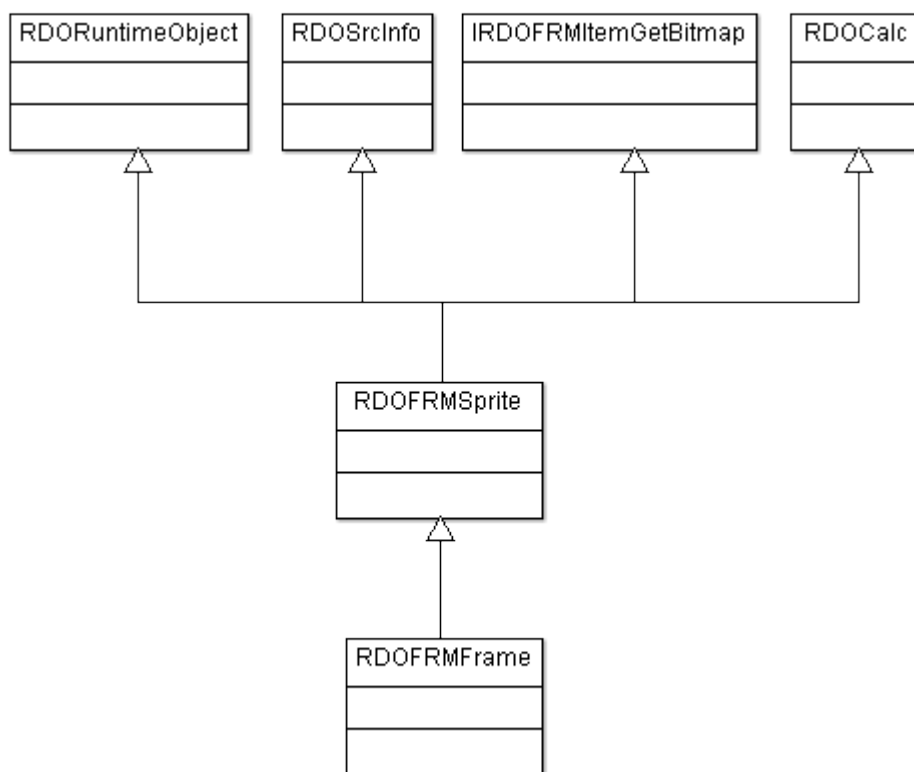 RDORuntimeObject
RDOSrcInfo
IRDOFRMItemGetBitmap
RDOCalc
RDOFRMSprite
RDOFRMFrame